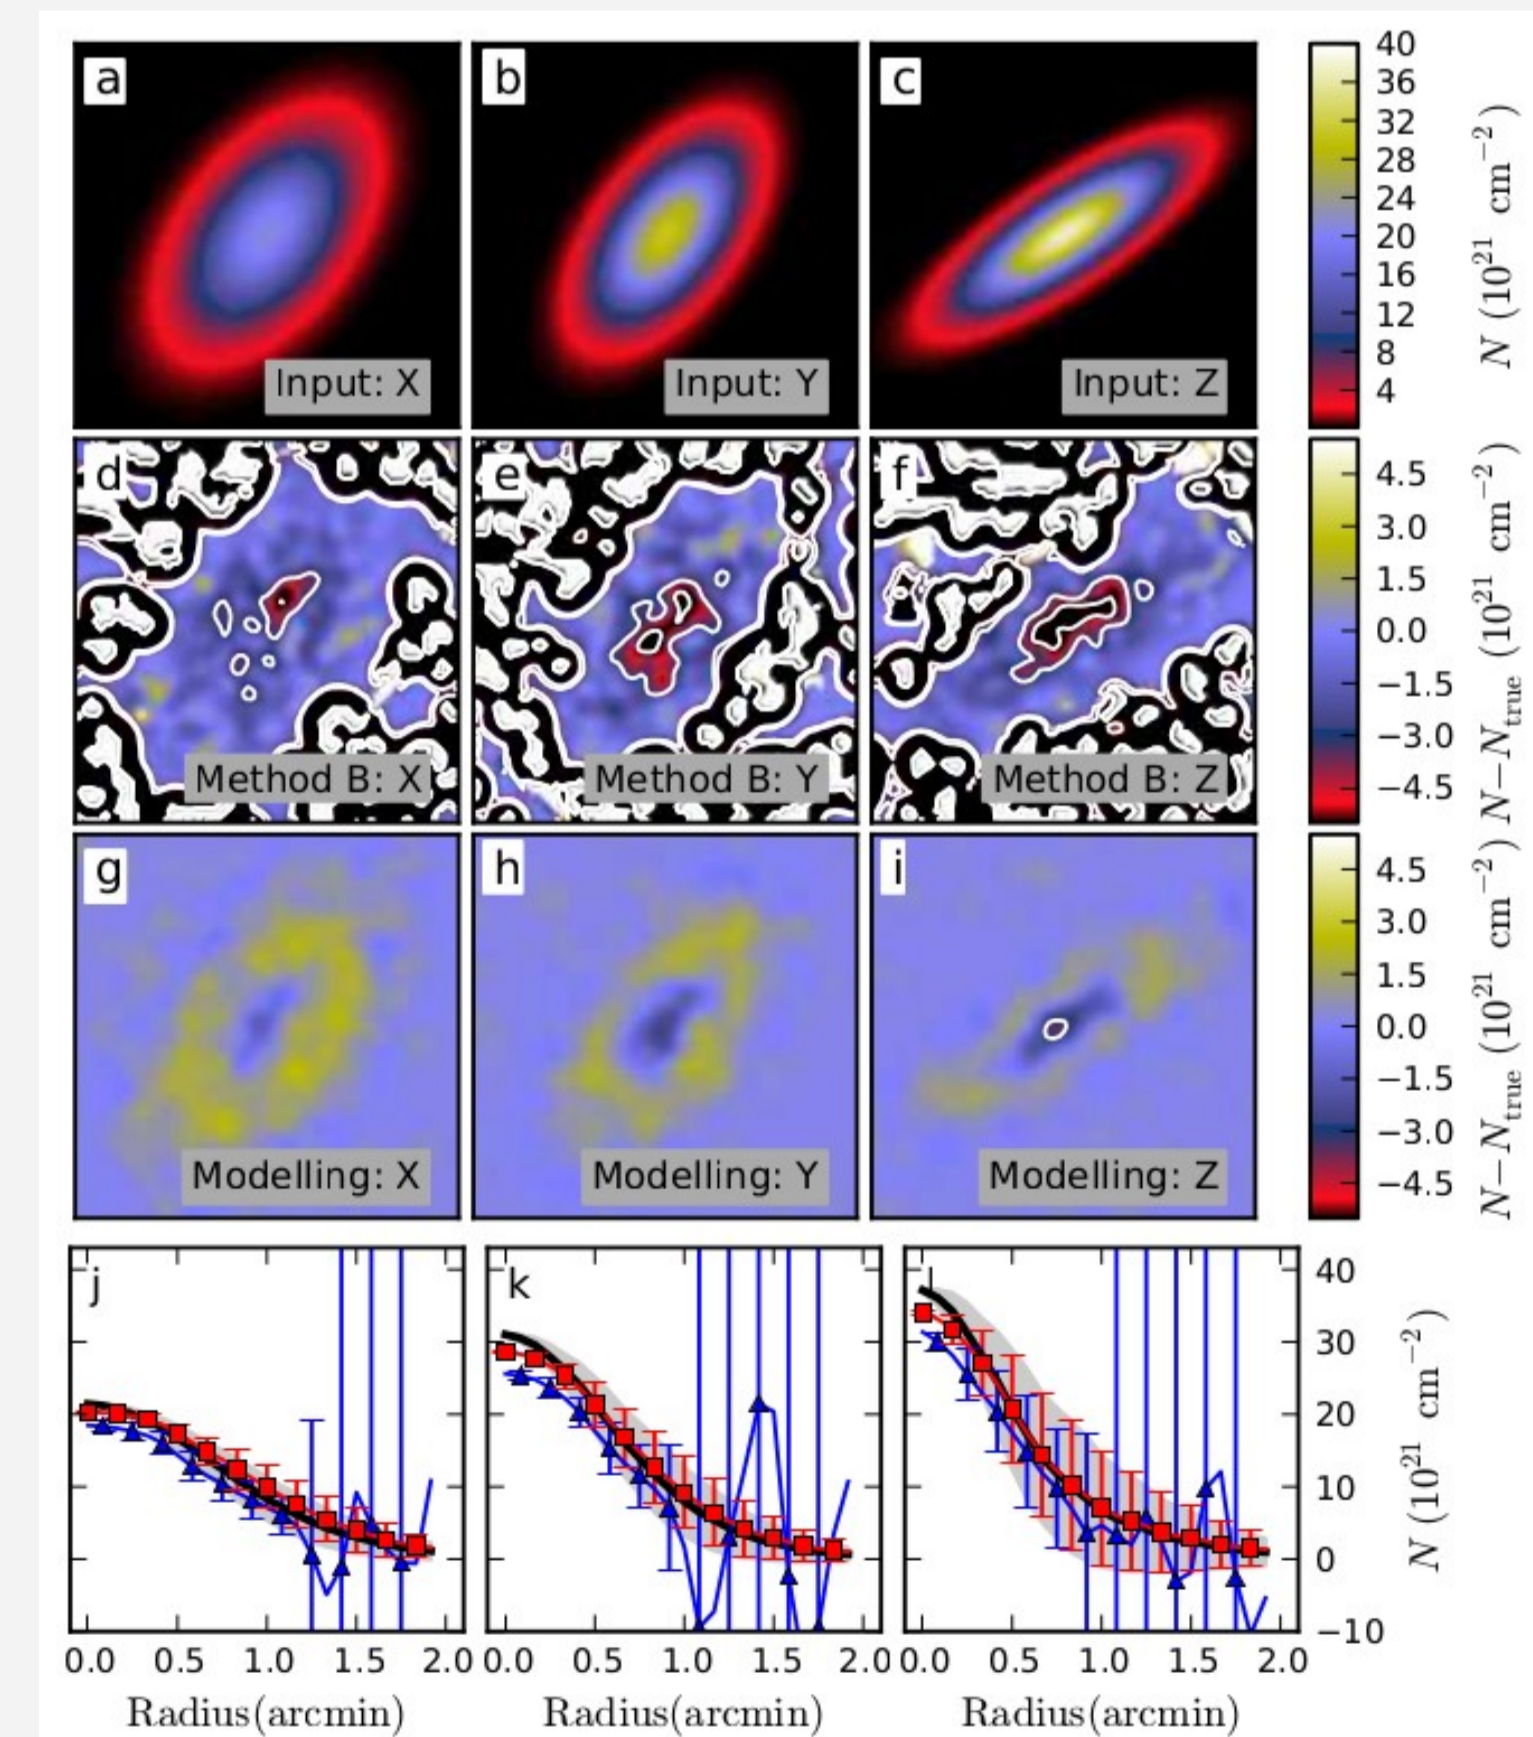 a
b
c
Input: X
Input: Y
Input: Z
40
36
32
28
24
20
16
12
8
4
N (10²¹ cm⁻²)
d
e
f
Method B: X
Method B: Y
Method B: Z
4.5
3.0
1.5
0.0
−1.5
−3.0
−4.5
N−N_true (10²¹ cm⁻²)
g
h
i
Modelling: X
Modelling: Y
Modelling: Z
4.5
3.0
1.5
0.0
−1.5
−3.0
−4.5
N−N_true (10²¹ cm⁻²)
j
k
l
40
30
20
10
0
−10
N (10²¹ cm⁻²)
0.0 0.5 1.0 1.5 2.0
0.0 0.5 1.0 1.5 2.0
0.0 0.5 1.0 1.5 2.0
Radius(arcmin)
Radius(arcmin)
Radius(arcmin)